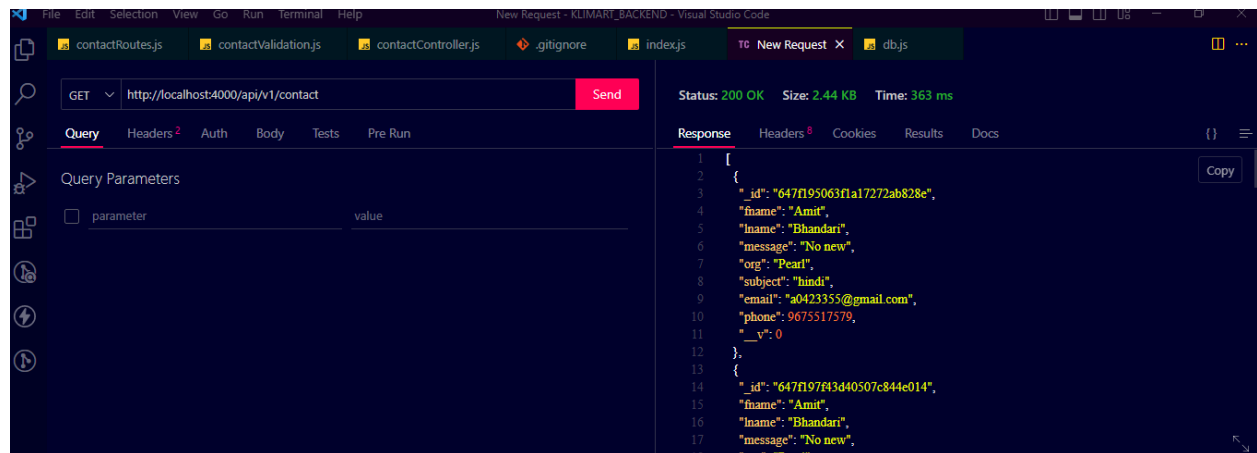 File Edit Selection View Go Run Terminal Help New Request - KLIMART_BACKEND - Visual Studio Code
JS contactRoutes.js JS contactValidation.js JS contactController.js .gitignore JS index.js TC New Request JS db.js
GET http://localhost:4000/api/v1/contact Send
Query Headers 2 Auth Body Tests Pre Run
Query Parameters
parameter value
Status: 200 OK Size: 2.44 KB Time: 363 ms
Response Headers 8 Cookies Results Docs {}
Copy
1 [
2 {
3 "_id": "647f195063f1a17272ab828e",
4 "fname": "Amit",
5 "lname": "Bhandari",
6 "message": "No new",
7 "org": "Pearl",
8 "subject": "hindi",
9 "email": "a0423355@gmail.com",
10 "phone": 9675517579,
11 "__v": 0
12 },
13 {
14 "_id": "647f197f43d40507c844e014",
15 "fname": "Amit",
16 "lname": "Bhandari",
17 "message": "No new",